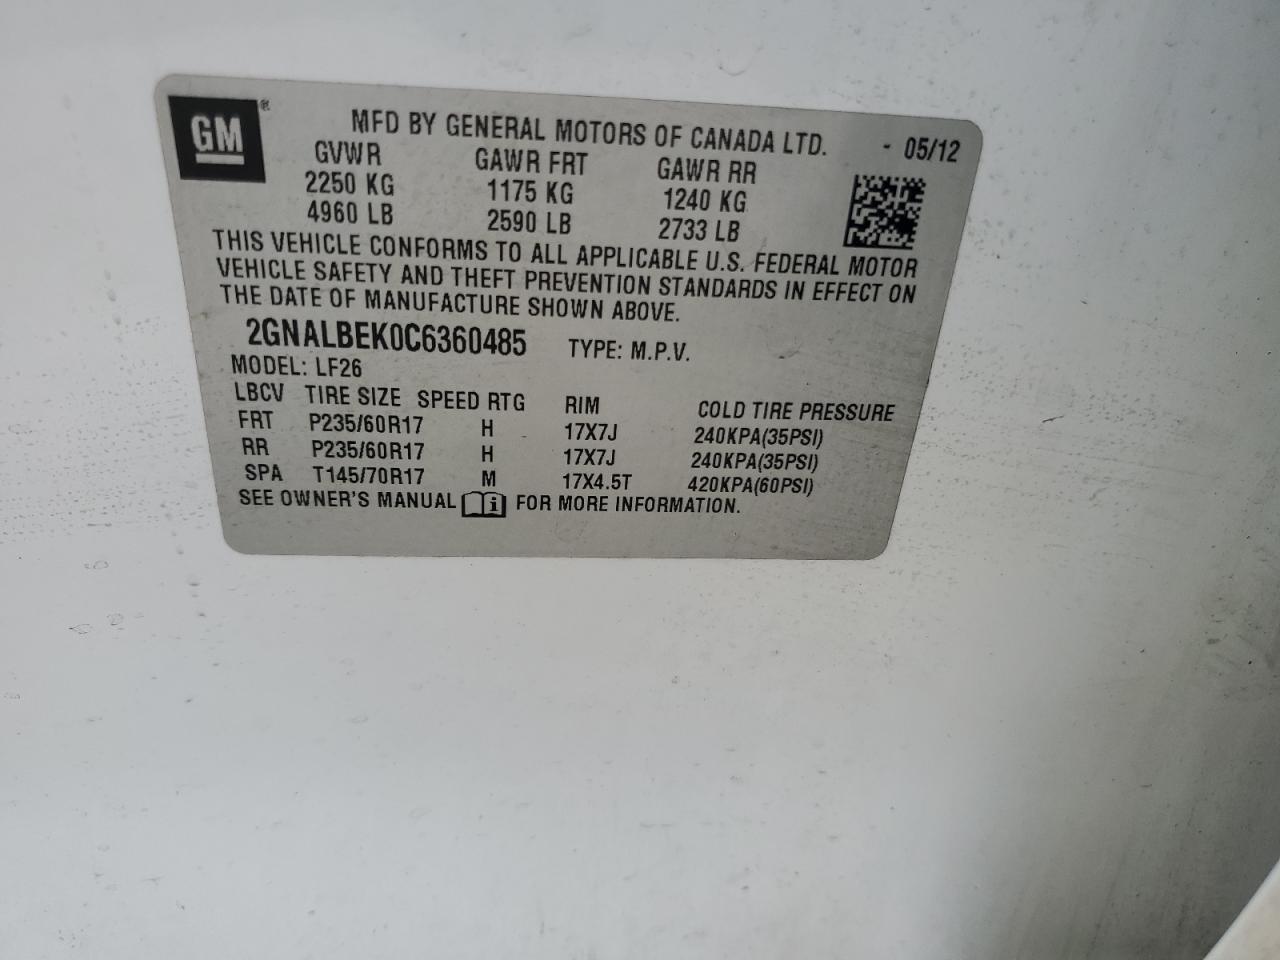 GM®
MFD BY GENERAL MOTORS OF CANADA LTD. - 05/12
GVWR GAWR FRT GAWR RR
2250 KG 1175 KG 1240 KG
4960 LB 2590 LB 2733 LB
THIS VEHICLE CONFORMS TO ALL APPLICABLE U.S. FEDERAL MOTOR
VEHICLE SAFETY AND THEFT PREVENTION STANDARDS IN EFFECT ON
THE DATE OF MANUFACTURE SHOWN ABOVE.
2GNALBEK0C6360485 TYPE: M.P.V.
MODEL: LF26
LBCV TIRE SIZE SPEED RTG RIM COLD TIRE PRESSURE
FRT P235/60R17 H 17X7J 240KPA(35PSI)
RR P235/60R17 H 17X7J 240KPA(35PSI)
SPA T145/70R17 M 17X4.5T 420KPA(60PSI)
SEE OWNER'S MANUAL i FOR MORE INFORMATION.